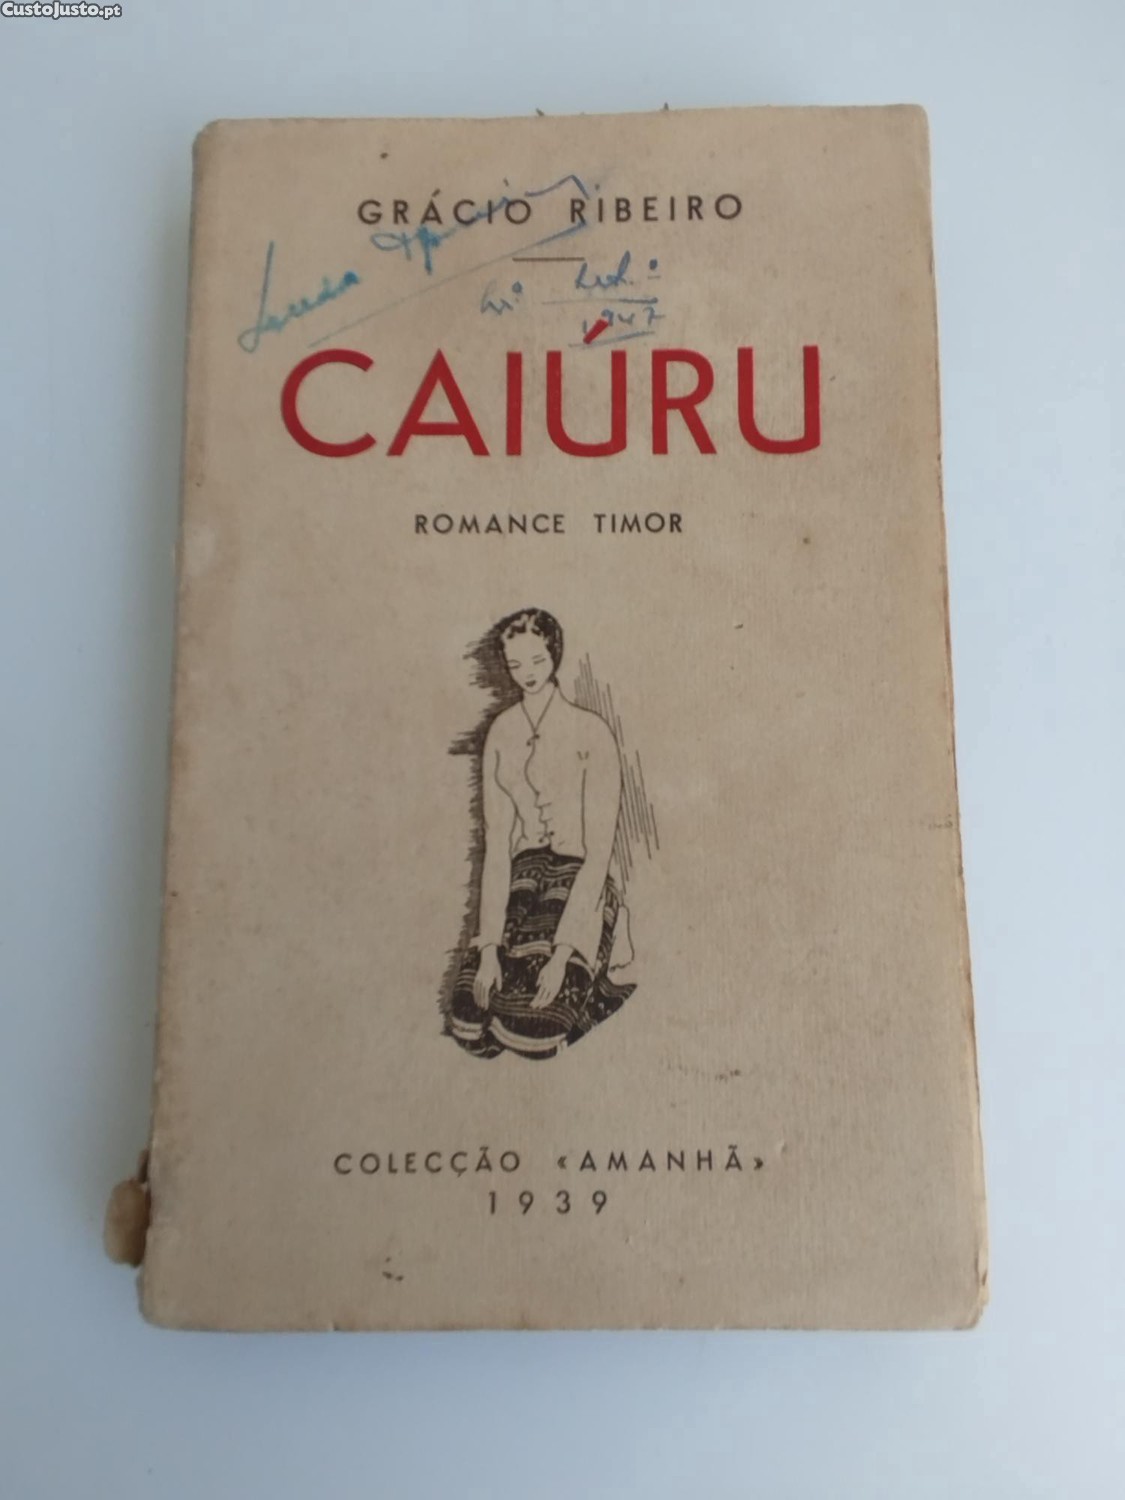 CustoJusto.pt
GRÁCIO RIBEIRO
1947
CAIÚRU
ROMANCE TIMOR
COLECÇÃO «AMANHÃ»
1939